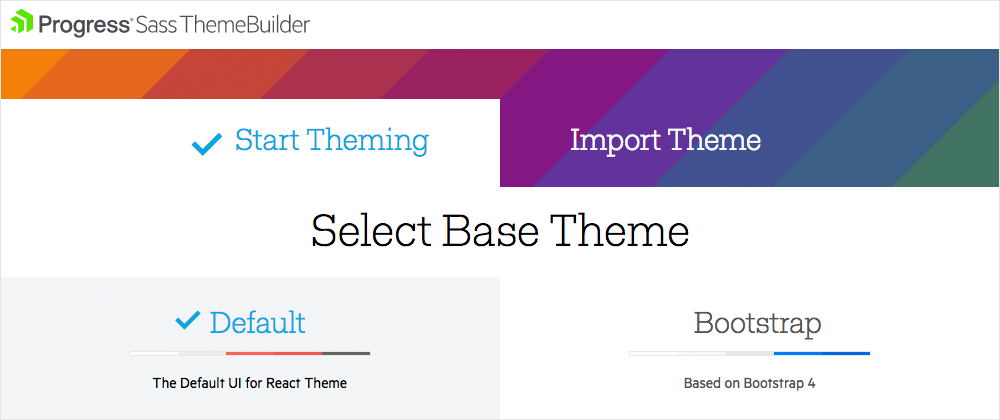 Progress® Sass ThemeBuilder
Start Theming
Import Theme
Select Base Theme
Default
Bootstrap
The Default UI for React Theme
Based on Bootstrap 4